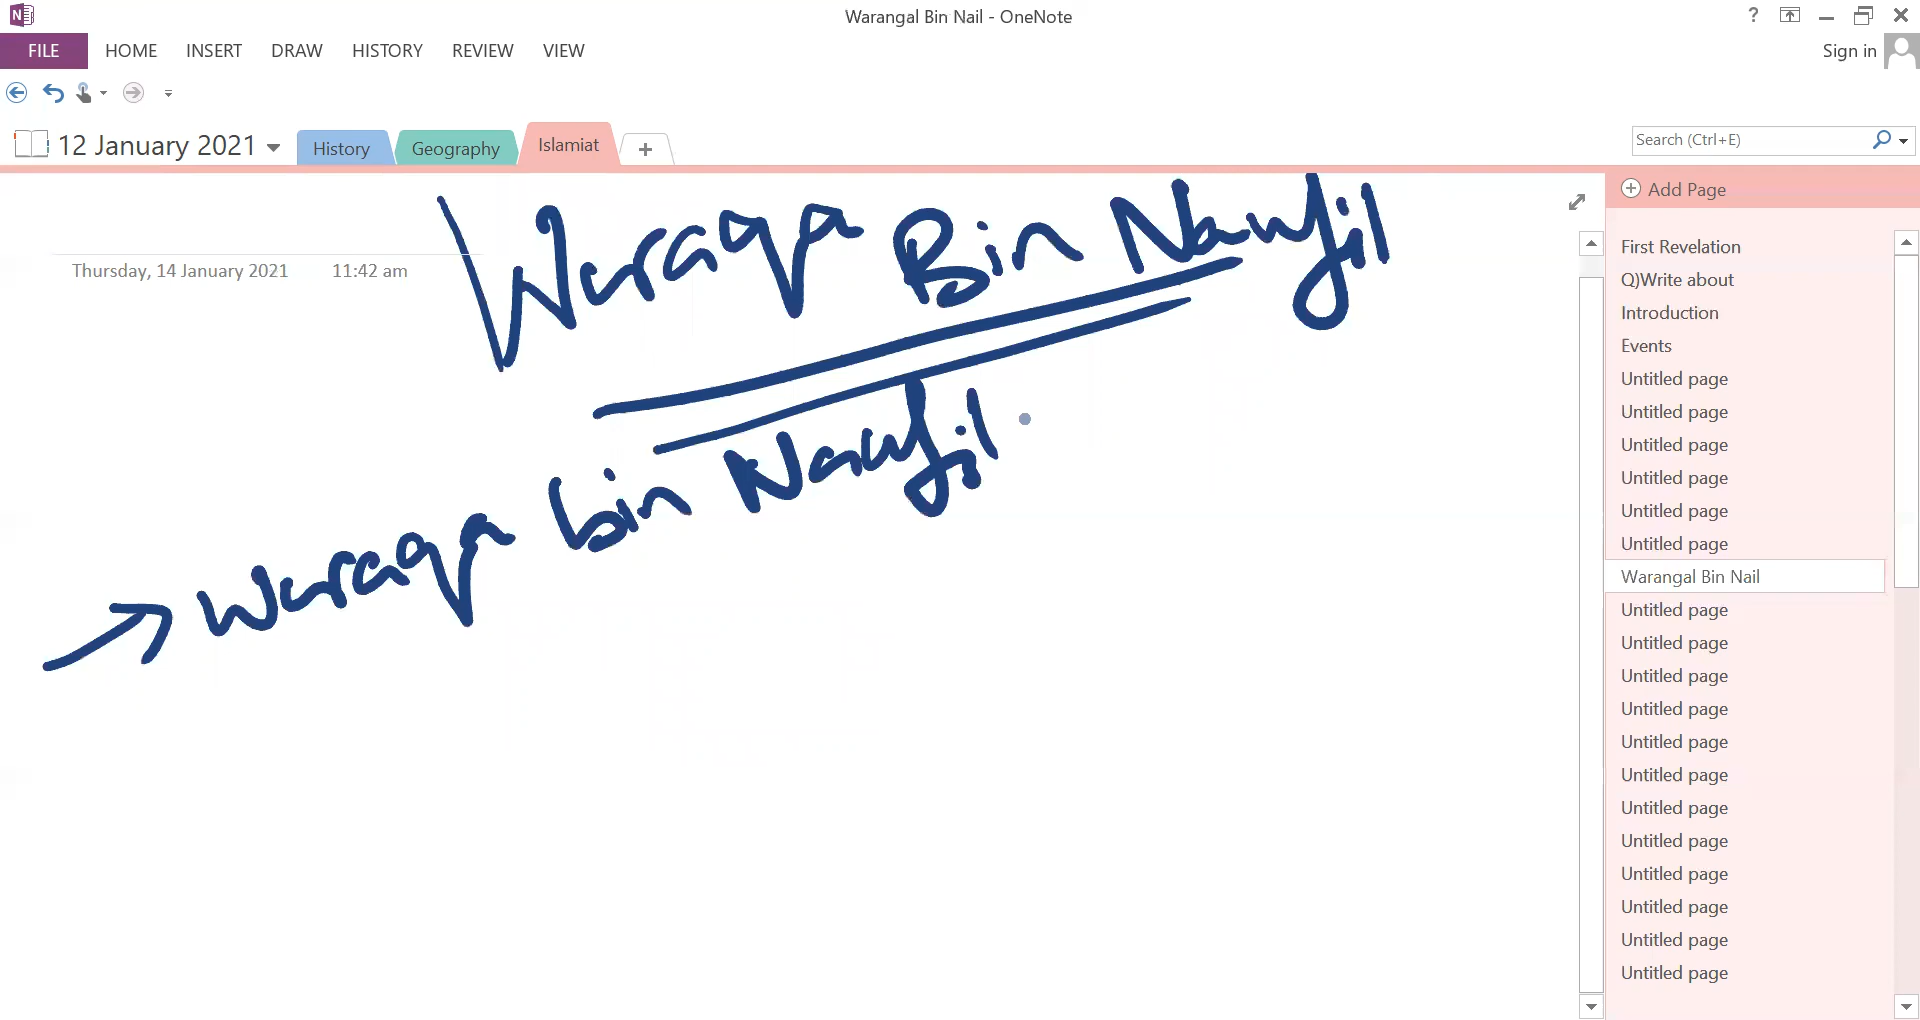 Warangal Bin Nail - OneNote
?
FILE HOME INSERT DRAW HISTORY REVIEW VIEW
Sign in
12 January 2021
History
Geography
Islamiat
+
Search (Ctrl+E)
Waraqa Bin Naufil
Thursday, 14 January 2021 11:42 am
→ Waraqa bin Naufil
Add Page
First Revelation
Q)Write about
Introduction
Events
Untitled page
Untitled page
Untitled page
Untitled page
Untitled page
Untitled page
Warangal Bin Nail
Untitled page
Untitled page
Untitled page
Untitled page
Untitled page
Untitled page
Untitled page
Untitled page
Untitled page
Untitled page
Untitled page
Untitled page